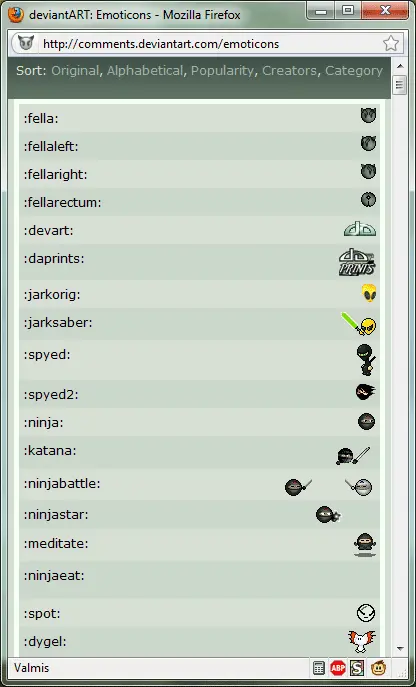 deviantART: Emoticons - Mozilla Firefox
http://comments.deviantart.com/emoticons
Sort: Original, Alphabetical, Popularity, Creators, Category
:fella:
:fellaleft:
:fellaright:
:fellarectum:
:devart:
:daprints:
PRINTS
:jarkorig:
:jarksaber:
:spyed:
:spyed2:
:ninja:
:katana:
:ninjabattle:
:ninjastar:
:meditate:
:ninjaeat:
:spot:
:dygel:
Valmis
ABP
S